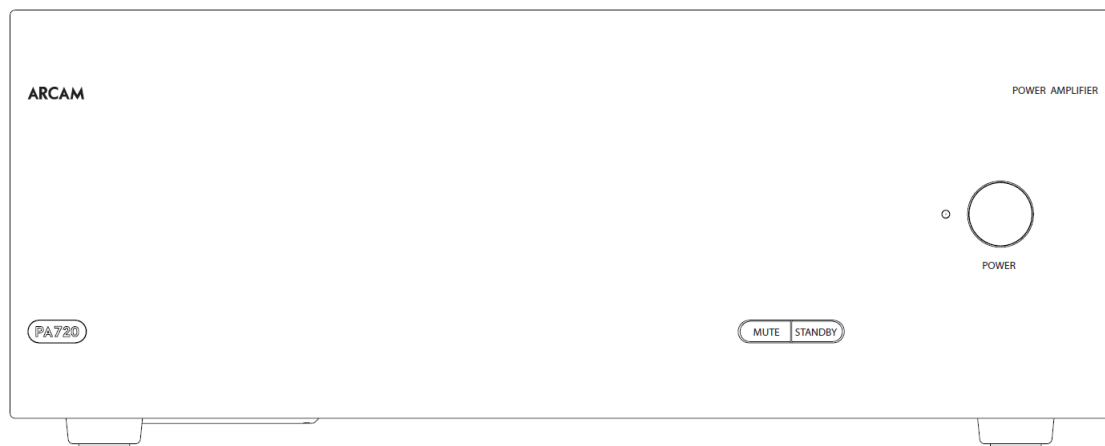 ARCAM
POWER AMPLIFIER
POWER
PA720
MUTE STANDBY